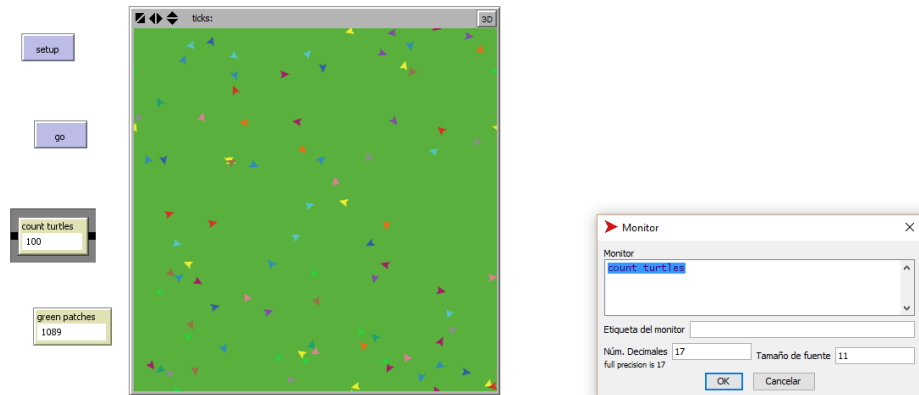 ticks:
3D
setup
go
count turtles
100
green patches
1089
Monitor
Monitor
count turtles
Etiqueta del monitor
Núm. Decimales 17
full precision is 17
Tamaño de fuente 11
OK
Cancelar